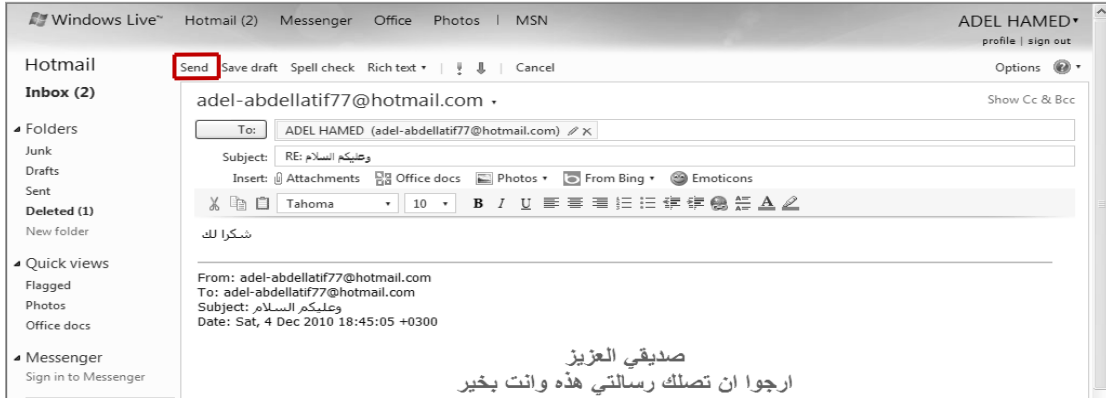 Windows Live™ Hotmail (2) Messenger Office Photos | MSN ADEL HAMED
profile | sign out
Hotmail
Send Save draft Spell check Rich text | Cancel Options
Inbox (2)
adel-abdellatif77@hotmail.com Show Cc & Bcc
Folders
To: ADEL HAMED (adel-abdellatif77@hotmail.com)
Junk
Subject: RE: وعليكم السلام
Drafts
Insert: Attachments Office docs Photos From Bing Emoticons
Sent
Deleted (1)
Tahoma 10 B I U A
New folder
شكرا لك
Quick views
Flagged
Photos
Office docs
From: adel-abdellatif77@hotmail.com
To: adel-abdellatif77@hotmail.com
Subject: وعليكم السلام
Date: Sat, 4 Dec 2010 18:45:05 +0300
Messenger
Sign in to Messenger
صديقي العزيز
ارجوا ان تصلك رسالتي هذه وانت بخير